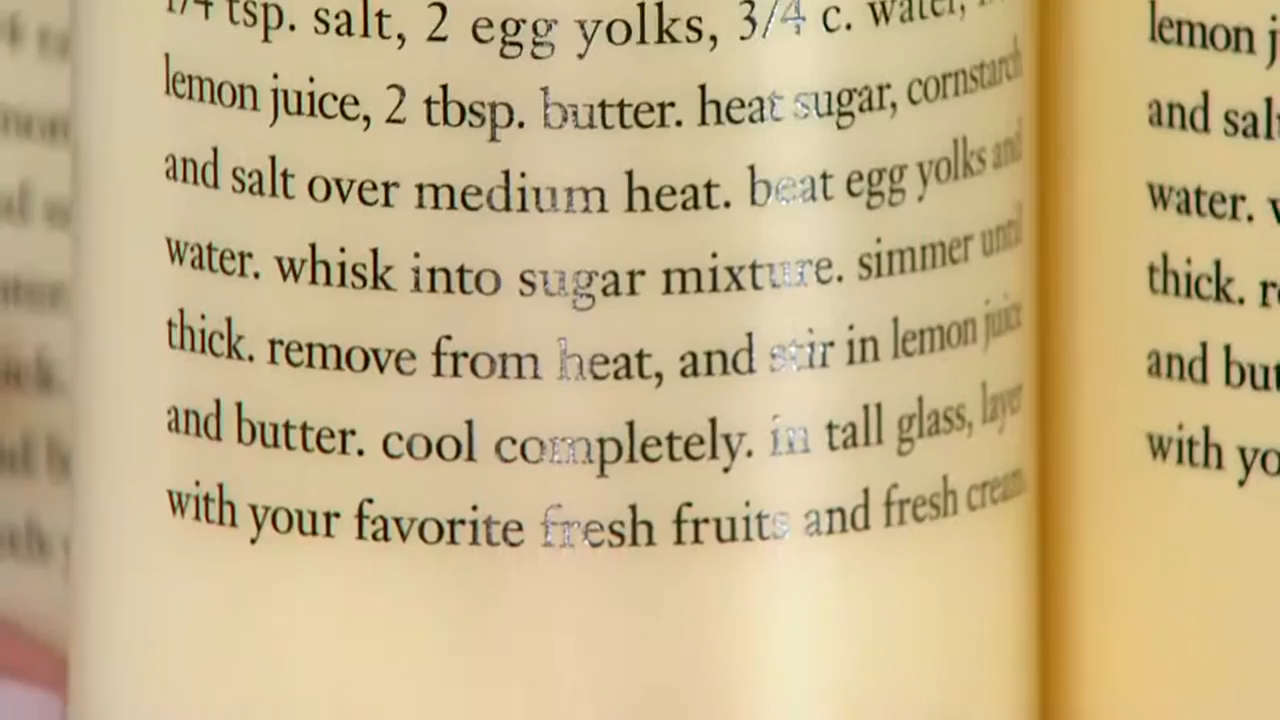 1/4 tsp. salt, 2 egg yolks, 3/4 c. water,
lemon juice, 2 tbsp. butter. heat sugar, cornstarch
and salt over medium heat. beat egg yolks and
water. whisk into sugar mixture. simmer until
thick. remove from heat, and stir in lemon juice
and butter. cool completely. in tall glass, layer
with your favorite fresh fruits and fresh cream
lemon
and
water.
thick.
and
with